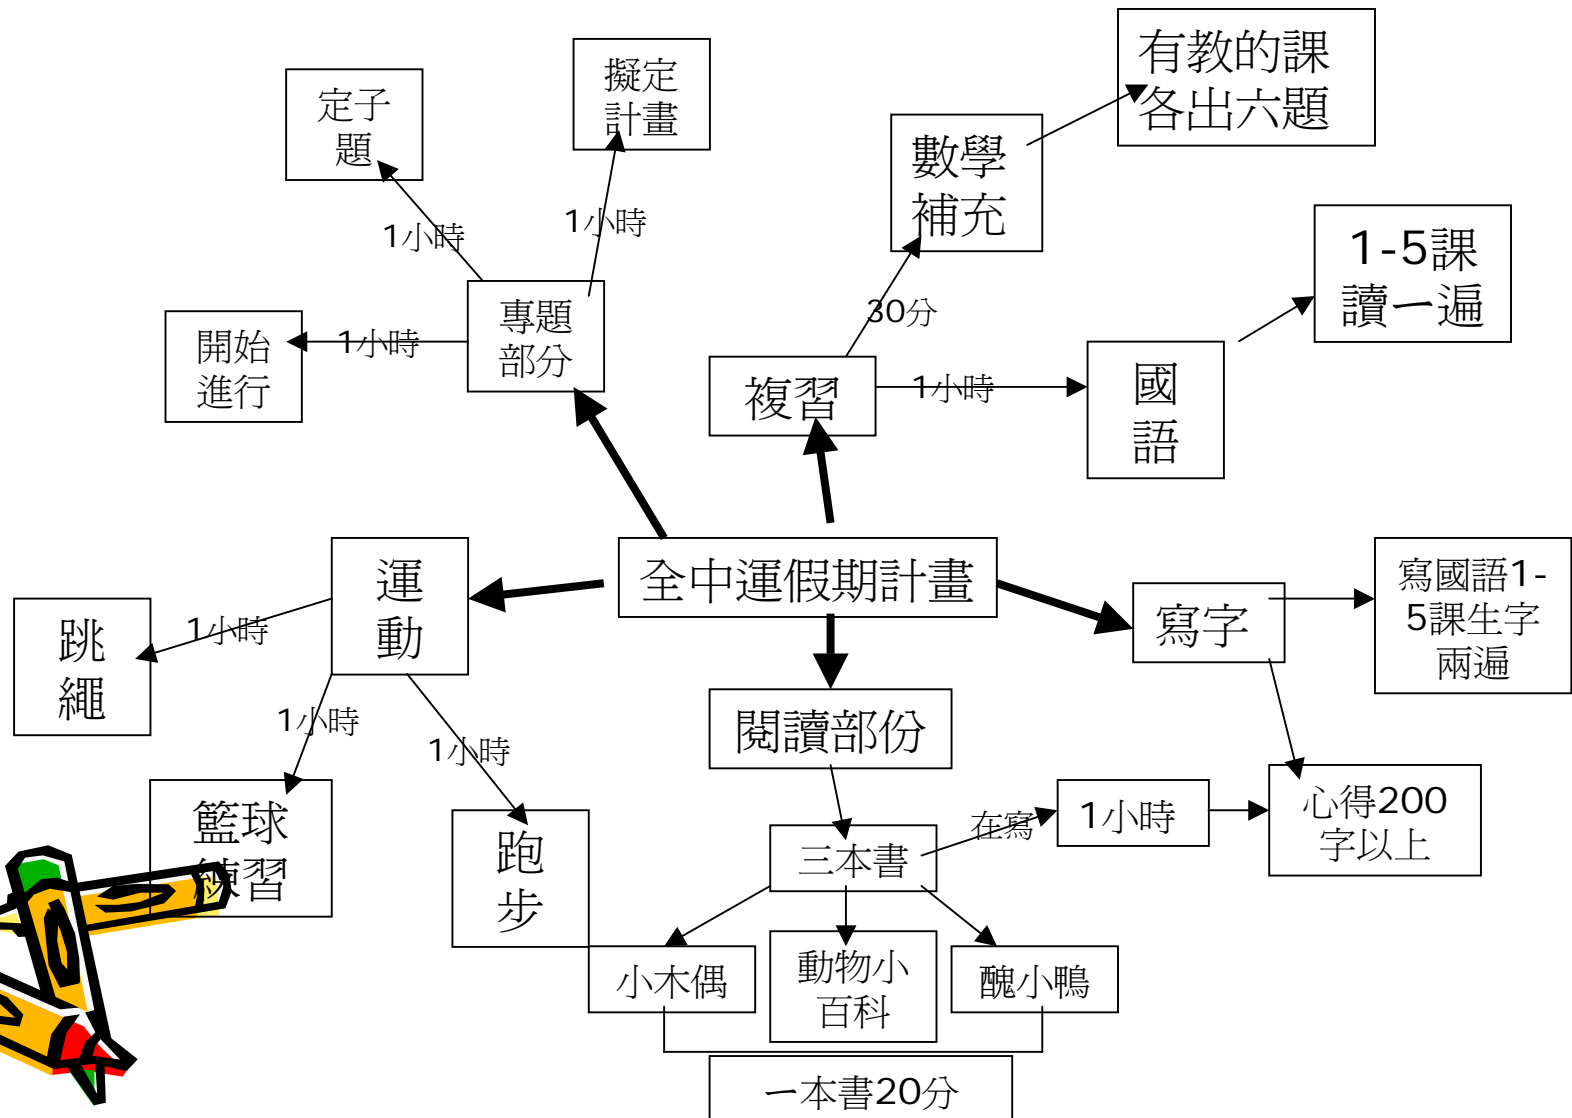 有教的課
各出六題
擬定
計畫
定子
題
數學
補充
1小時
1小時
1-5課
讀一遍
專題
部分
30分
開始
進行
1小時
複習
1小時
國
語
全中運假期計畫
運
動
寫字
寫國語1-
5課生字
兩遍
跳
繩
1小時
1小時
1小時
閱讀部份
籃球
練習
跑
步
三本書
在寫
1小時
心得200
字以上
小木偶
動物小
百科
醜小鴨
一本書20分